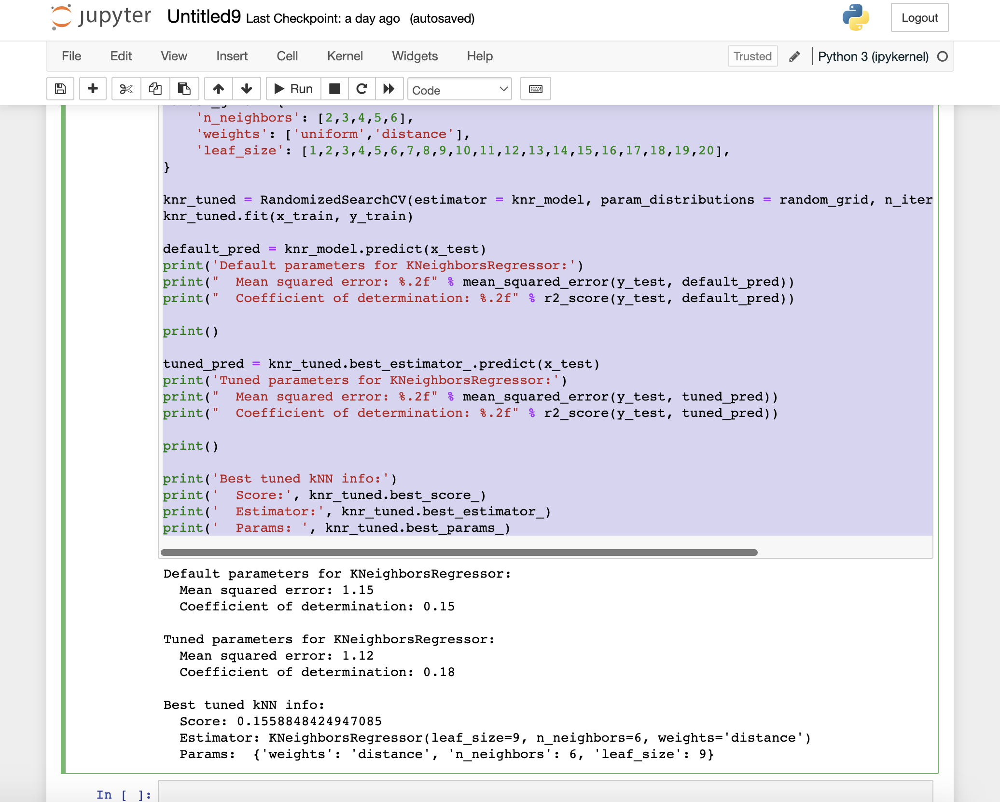 jupyter Untitled9 Last Checkpoint: a day ago (autosaved)
Logout
File Edit View Insert Cell Kernel Widgets Help
Trusted
Python 3 (ipykernel)
Run
Code
'n_neighbors': [2,3,4,5,6],
'weights': ['uniform','distance'],
'leaf_size': [1,2,3,4,5,6,7,8,9,10,11,12,13,14,15,16,17,18,19,20],
}
knr_tuned = RandomizedSearchCV(estimator = knr_model, param_distributions = random_grid, n_iter
knr_tuned.fit(x_train, y_train)
default_pred = knr_model.predict(x_test)
print('Default parameters for KNeighborsRegressor:')
print("  Mean squared error: %.2f" % mean_squared_error(y_test, default_pred))
print("  Coefficient of determination: %.2f" % r2_score(y_test, default_pred))
print()
tuned_pred = knr_tuned.best_estimator_.predict(x_test)
print('Tuned parameters for KNeighborsRegressor:')
print("  Mean squared error: %.2f" % mean_squared_error(y_test, tuned_pred))
print("  Coefficient of determination: %.2f" % r2_score(y_test, tuned_pred))
print()
print('Best tuned kNN info:')
print('  Score:', knr_tuned.best_score_)
print('  Estimator:', knr_tuned.best_estimator_)
print('  Params: ', knr_tuned.best_params_)
Default parameters for KNeighborsRegressor:
  Mean squared error: 1.15
  Coefficient of determination: 0.15
Tuned parameters for KNeighborsRegressor:
  Mean squared error: 1.12
  Coefficient of determination: 0.18
Best tuned kNN info:
  Score: 0.1558848424947085
  Estimator: KNeighborsRegressor(leaf_size=9, n_neighbors=6, weights='distance')
  Params:  {'weights': 'distance', 'n_neighbors': 6, 'leaf_size': 9}
In [ ]: